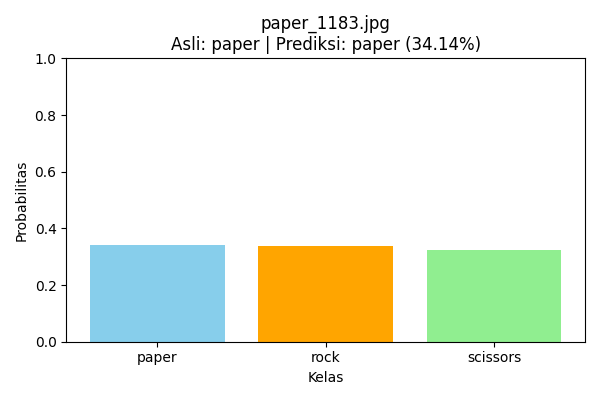 paper_1183.jpg
Asli: paper | Prediksi: paper (34.14%)
1.0
0.8
0.6
0.4
0.2
0.0
Probabilitas
paper rock scissors
Kelas